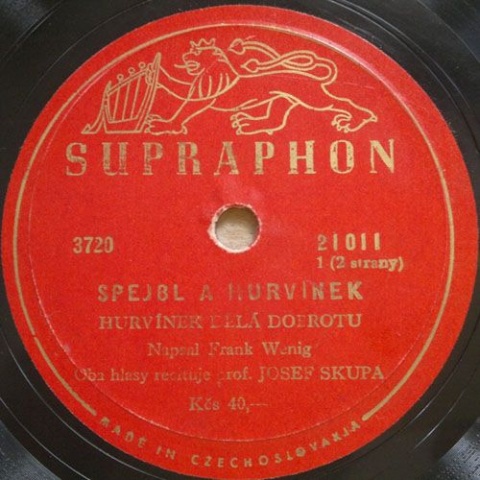 SUPRAPHON
3720
21011
1 (2 strany)
SPEJBL A HURVÍNEK
HURVÍNEK DĚLÁ DOBROTU
Napsal Frank Wenig
Oba hlasy recituje prof. JOSEF SKUPA
Kčs 40,—
MADE IN CZECHOSLOVAKIA